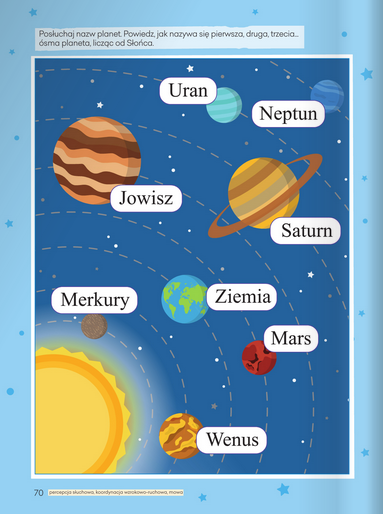 Posłuchaj nazw planet. Powiedz, jak nazywa się pierwsza, druga, trzecia...
ósma planeta, licząc od Słońca.
Uran
Neptun
Jowisz
Saturn
Merkury
Ziemia
Mars
Wenus
70 percepcja słuchowa, koordynacja wzrokowo-ruchowa, mowa